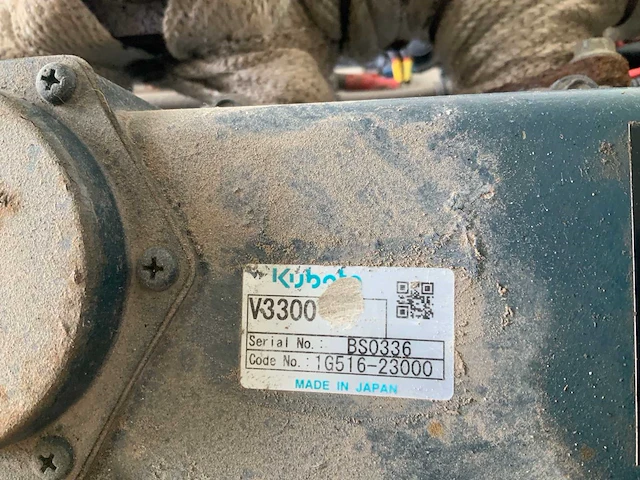 Kubota
V3300
Serial No.: BS0336
Code No.: 1G516-23000
MADE IN JAPAN